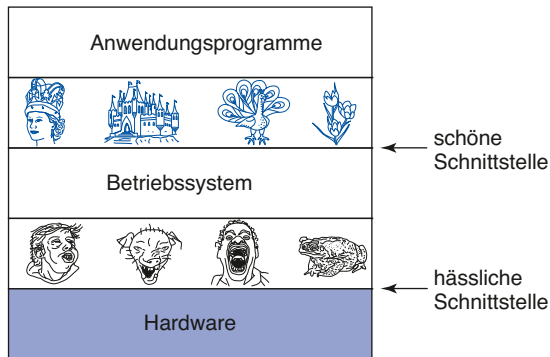 Anwendungsprogramme
schöne
Schnittstelle
Betriebssystem
hässliche
Schnittstelle
Hardware